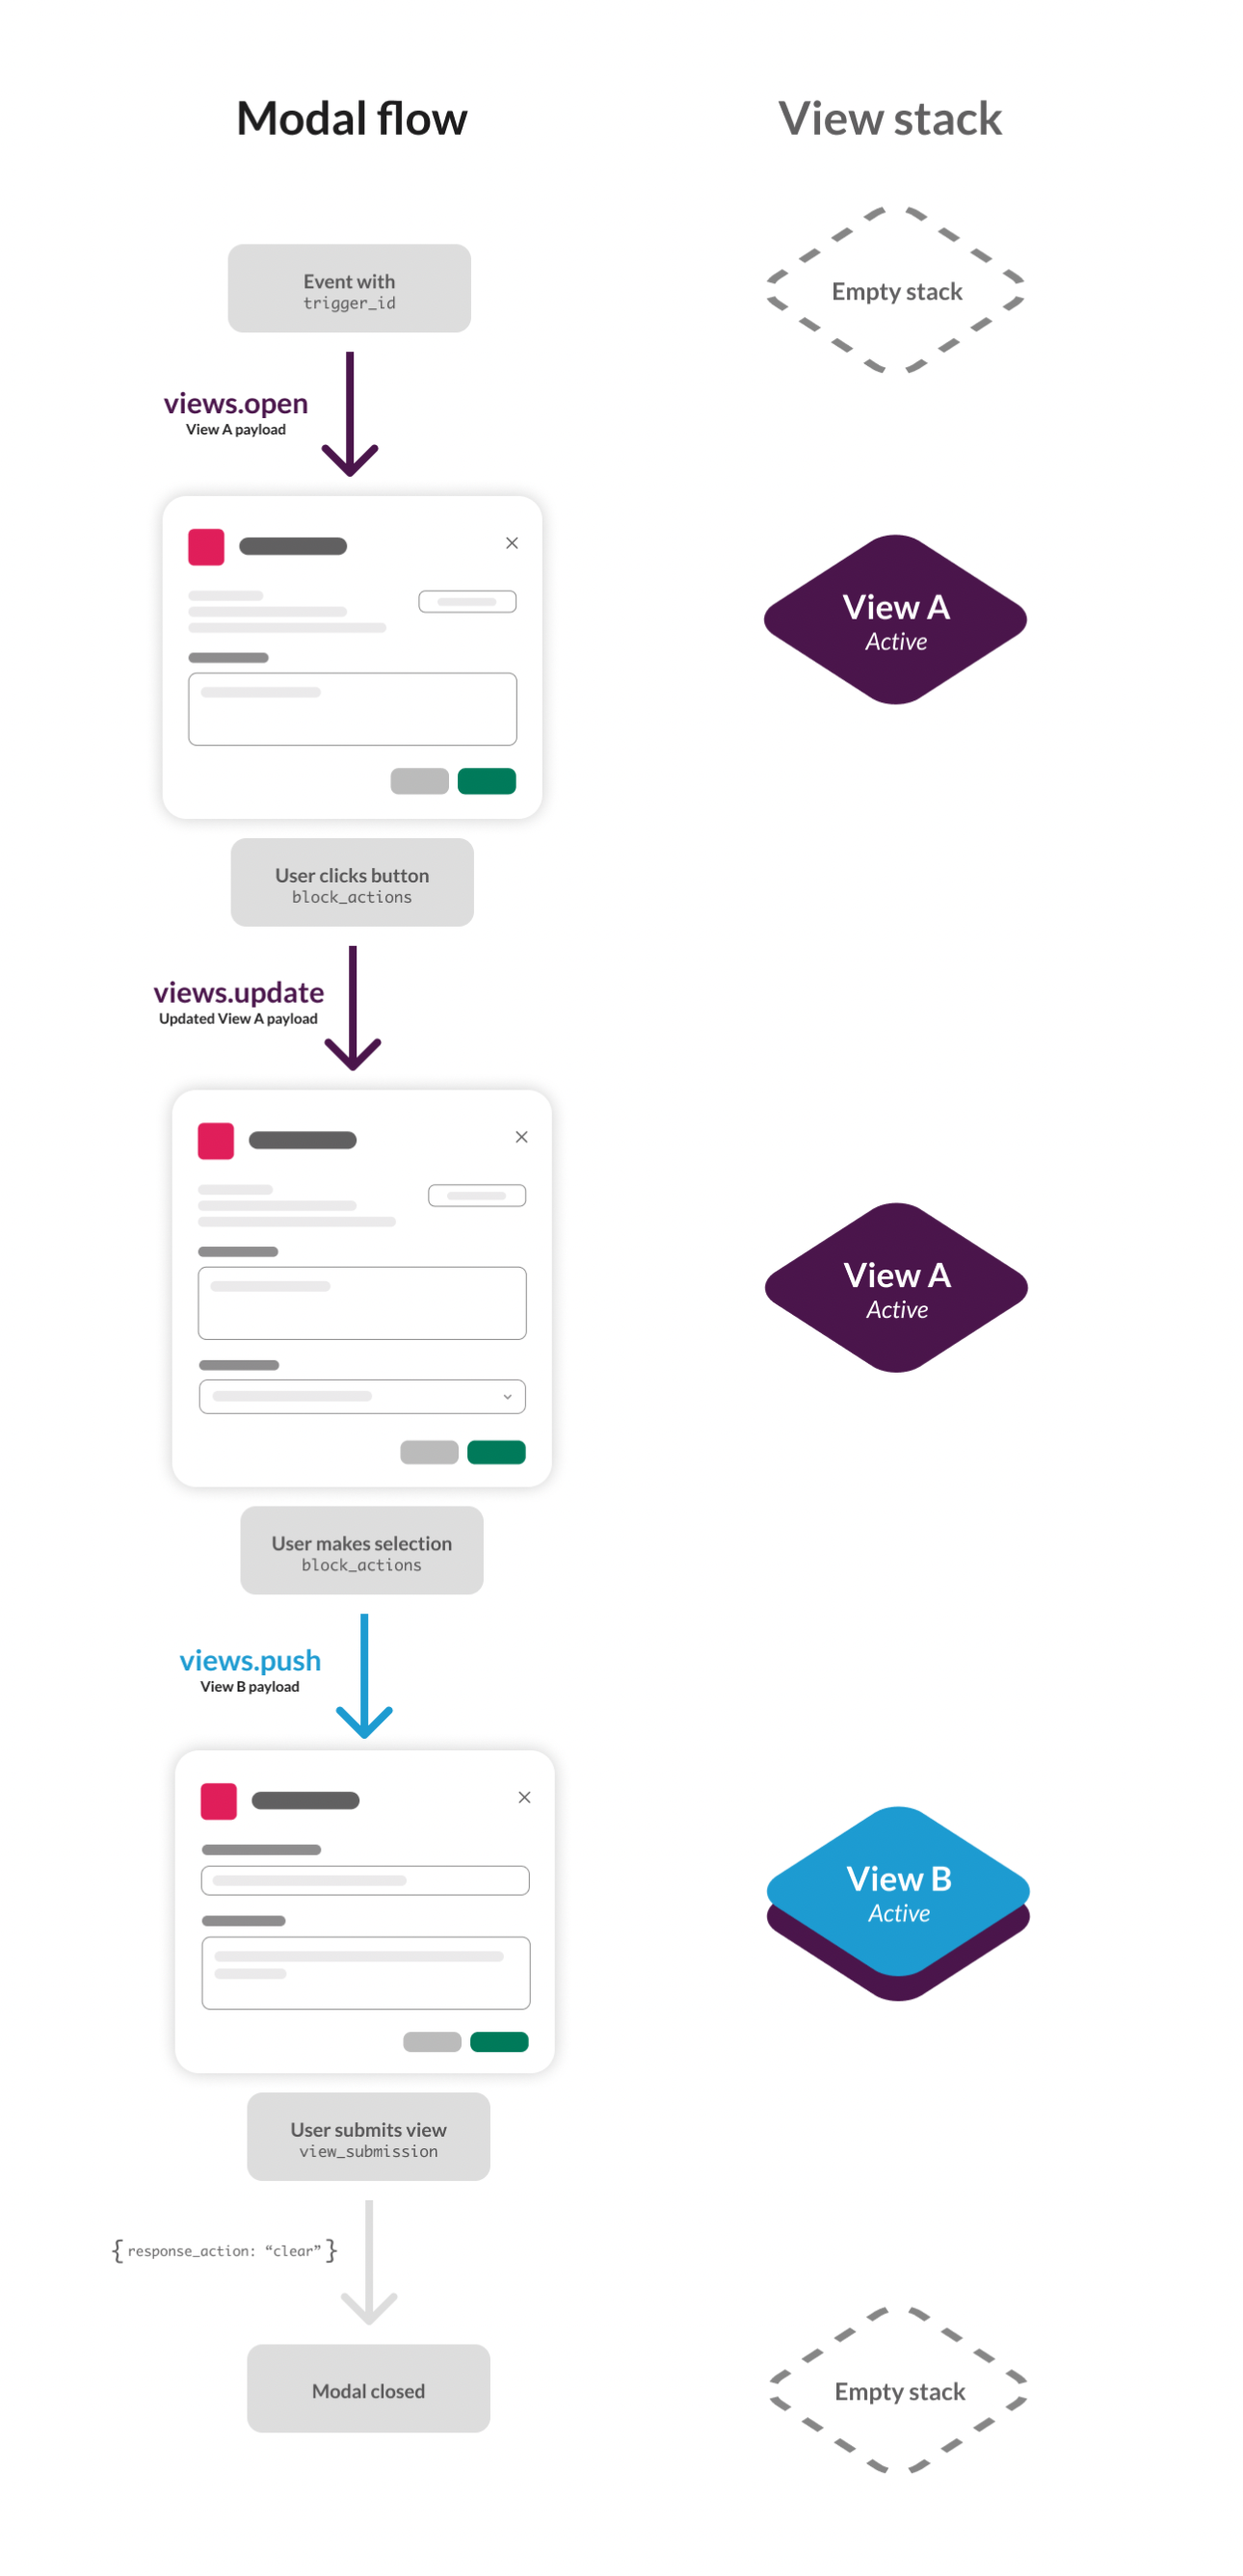 Modal flow
View stack
Event with
trigger_id
Empty stack
views.open
View A payload
View A
Active
User clicks button
block_actions
views.update
Updated View A payload
View A
Active
User makes selection
block_actions
views.push
View B payload
View B
Active
User submits view
view_submission
{response_action: “clear”}
Modal closed
Empty stack